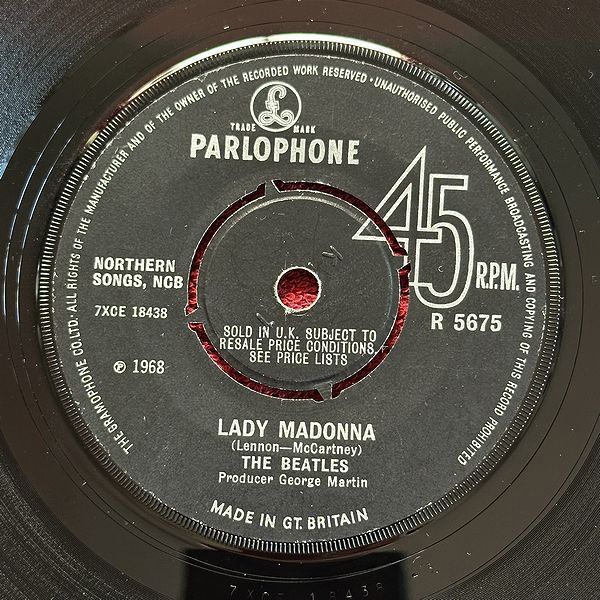 THE GRAMOPHONE CO. LTD. ALL RIGHTS OF THE MANUFACTURER AND OF THE OWNER OF THE RECORDED WORK RESERVED · UNAUTHORISED PUBLIC PERFORMANCE BROADCASTING AND COPYING OF THIS RECORD PROHIBITED
£
TRADE MARK
PARLOPHONE
45 R.P.M.
R 5675
NORTHERN
SONGS, NCB
7XCE 18438
℗ 1968
SOLD IN U.K. SUBJECT TO
RESALE PRICE CONDITIONS,
SEE PRICE LISTS
LADY MADONNA
(Lennon—McCartney)
THE BEATLES
Producer George Martin
MADE IN GT. BRITAIN